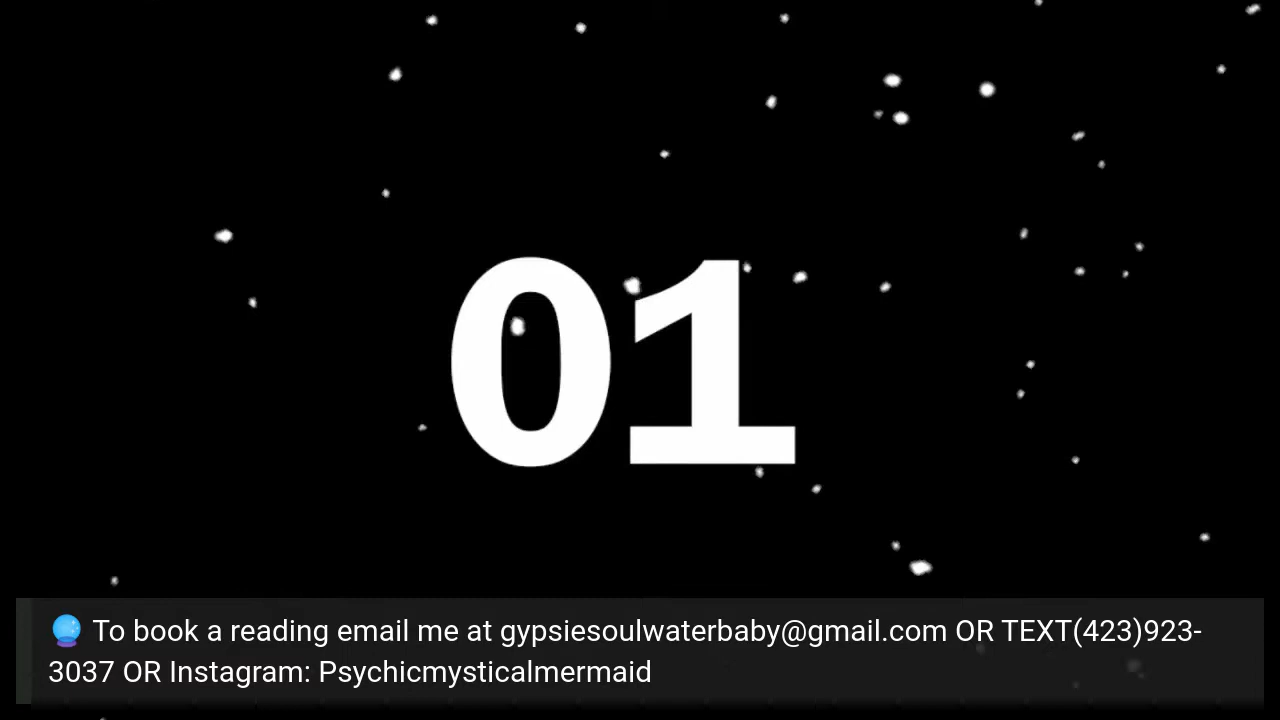 01
🔮 To book a reading email me at gypsiesoulwaterbaby@gmail.com OR TEXT(423)923-
3037 OR Instagram: Psychicmysticalmermaid